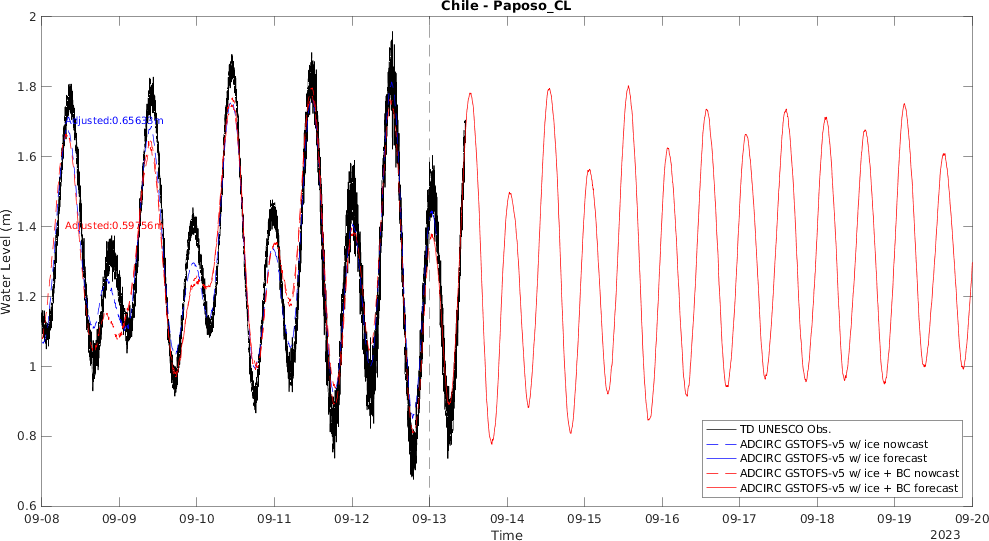 Chile - Paposo_CL
2
1.8
1.6
1.4
1.2
1
0.8
0.6
Water Level (m)
Adjusted:0.65633m
Adjusted:0.59756m
TD UNESCO Obs.
ADCIRC GSTOFS-v5 w/ ice nowcast
ADCIRC GSTOFS-v5 w/ ice forecast
ADCIRC GSTOFS-v5 w/ ice + BC nowcast
ADCIRC GSTOFS-v5 w/ ice + BC forecast
09-08 09-09 09-10 09-11 09-12 09-13 09-14 09-15 09-16 09-17 09-18 09-19 09-20
Time
2023